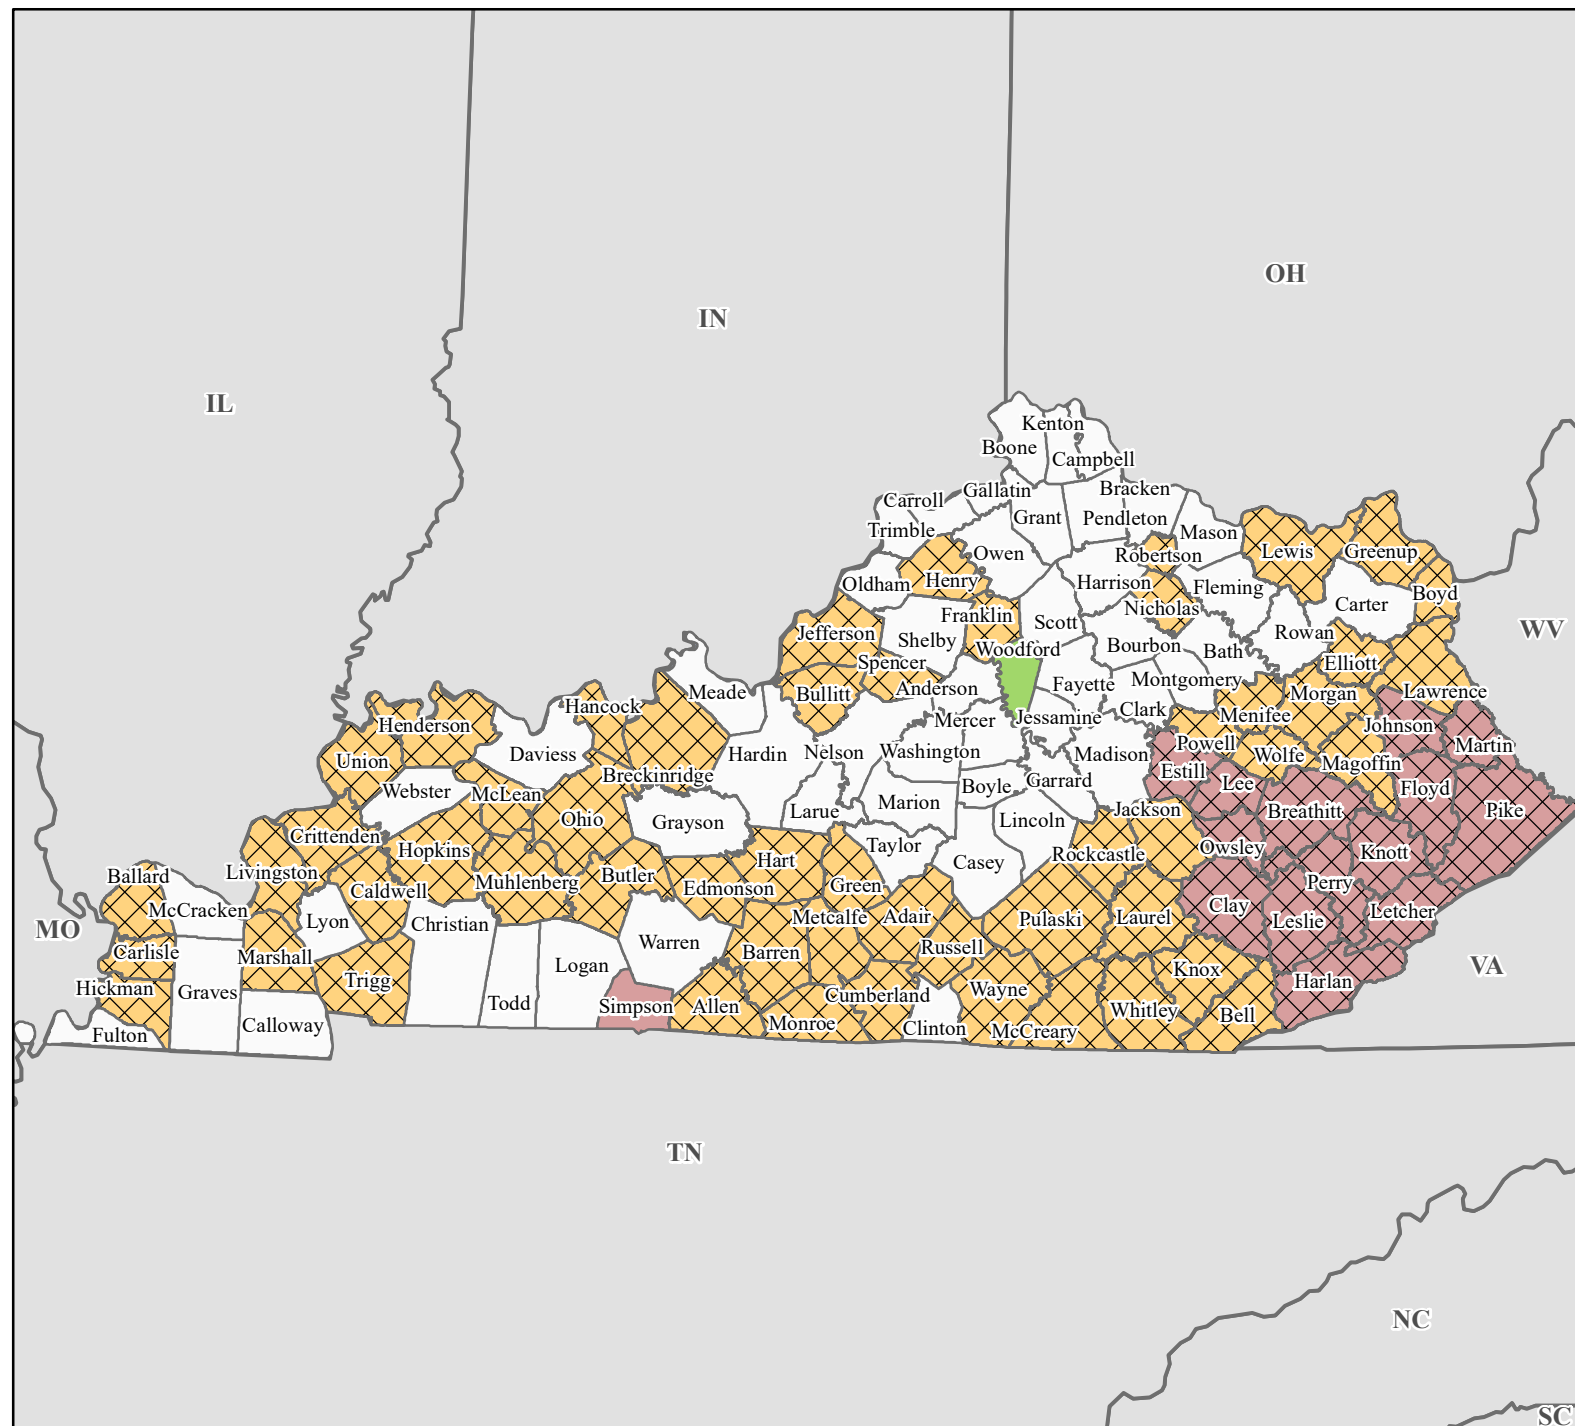 OH
IN
IL
Kenton
Boone
Campbell
Gallatin
Bracken
Carroll
Grant
Pendleton
Trimble
Mason
Owen
Robertson
Lewis
Greenup
Oldham
Henry
Harrison
Fleming
Boyd
Nicholas
Carter
Franklin
Scott
WV
Jefferson
Shelby
Rowan
Woodford
Bourbon
Bath
Spencer
Elliott
Anderson
Fayette
Montgomery
Meade
Bullitt
Morgan
Lawrence
Hancock
Mercer
Jessamine
Clark
Menifee
Henderson
Johnson
Daviess
Hardin
Nelson
Washington
Madison
Powell
Martin
Union
Wolfe
Magoffin
Breckinridge
Estill
Garrard
Lee
Webster
McLean
Boyle
Floyd
Marion
Larue
Jackson
Breathitt
Pike
Ohio
Grayson
Lincoln
Crittenden
Taylor
Owsley
Hopkins
Rockcastle
Knott
Hart
Casey
Livingston
Ballard
Butler
Muhlenberg
Edmonson
Green
Perry
Caldwell
McCracken
Clay
Letcher
Lyon
Christian
Metcalfe
Adair
Pulaski
Laurel
Leslie
MO
Warren
Russell
Carlisle
Marshall
Barren
Logan
VA
Knox
Trigg
Harlan
Hickman
Graves
Wayne
Cumberland
Todd
Simpson
Allen
Whitley
Bell
Calloway
Monroe
Clinton
McCreary
Fulton
TN
NC
SC